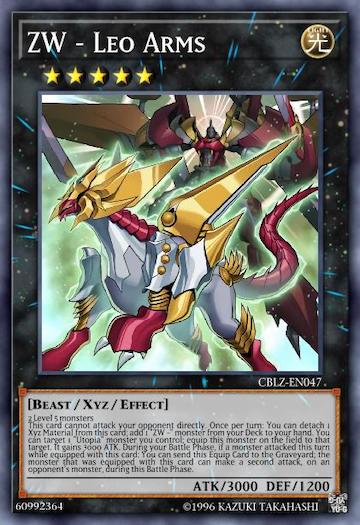 ZW - Leo Arms
LIGHT
光
CBLZ-EN047
[Beast / Xyz / Effect]
2 Level 5 monsters
This card cannot attack your opponent directly. Once per turn: You can detach 1
Xyz Material from this card; add 1 "ZW -" monster from your Deck to your hand. You
can target 1 "Utopia" monster you control; equip this monster on the field to that
target. It gains 3000 ATK. During your Battle Phase, if a monster attacked this turn
while equipped with this card: You can send this Equip Card to the Graveyard; the
monster that was equipped with this card can make a second attack, on an
opponent's monster, during this Battle Phase.
ATK/3000 DEF/1200
60992364
©1996 KAZUKI TAKAHASHI